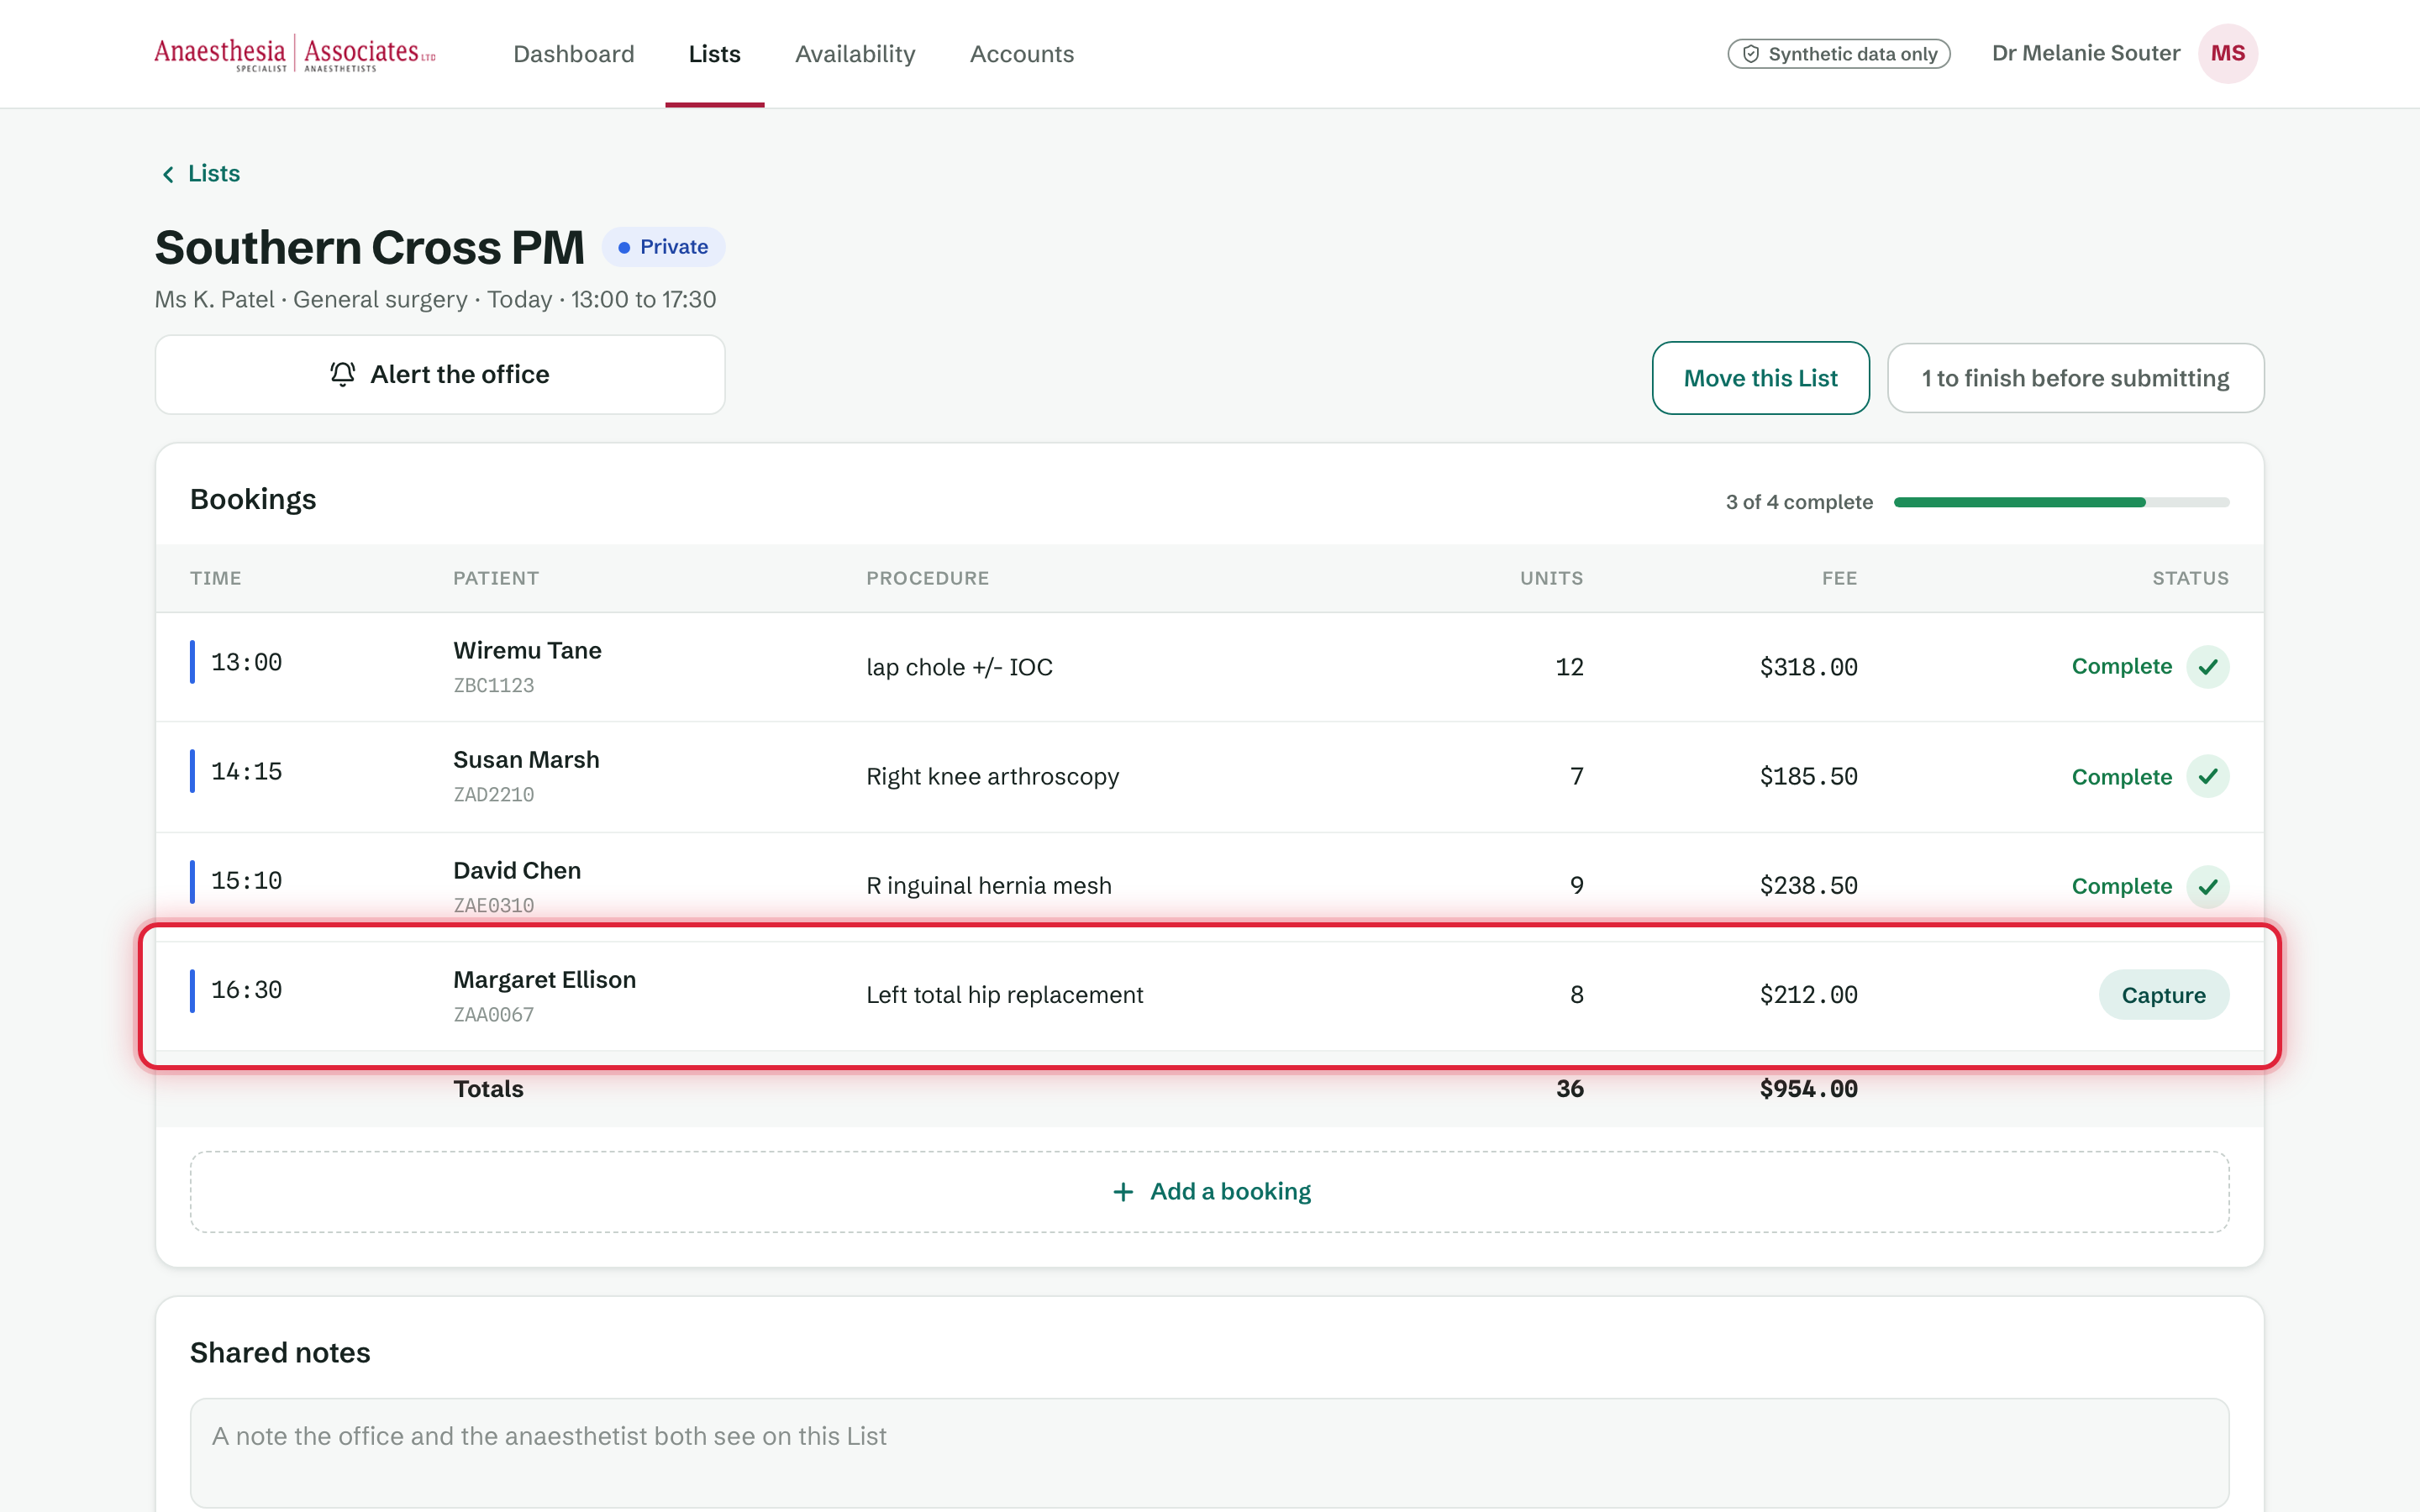 Anaesthesia Associates LTD
SPECIALIST ANAESTHETISTS
Dashboard Lists Availability Accounts
Synthetic data only
Dr Melanie Souter MS
Lists
Southern Cross PM Private
Ms K. Patel · General surgery · Today · 13:00 to 17:30
Alert the office
Move this List
1 to finish before submitting
Bookings
3 of 4 complete
TIME PATIENT PROCEDURE UNITS FEE STATUS
13:00 Wiremu Tane lap chole +/- IOC 12 $318.00 Complete
ZBC1123
14:15 Susan Marsh Right knee arthroscopy 7 $185.50 Complete
ZAD2210
15:10 David Chen R inguinal hernia mesh 9 $238.50 Complete
ZAE0310
16:30 Margaret Ellison Left total hip replacement 8 $212.00 Capture
ZAA0067
Totals 36 $954.00
+ Add a booking
Shared notes
A note the office and the anaesthetist both see on this List